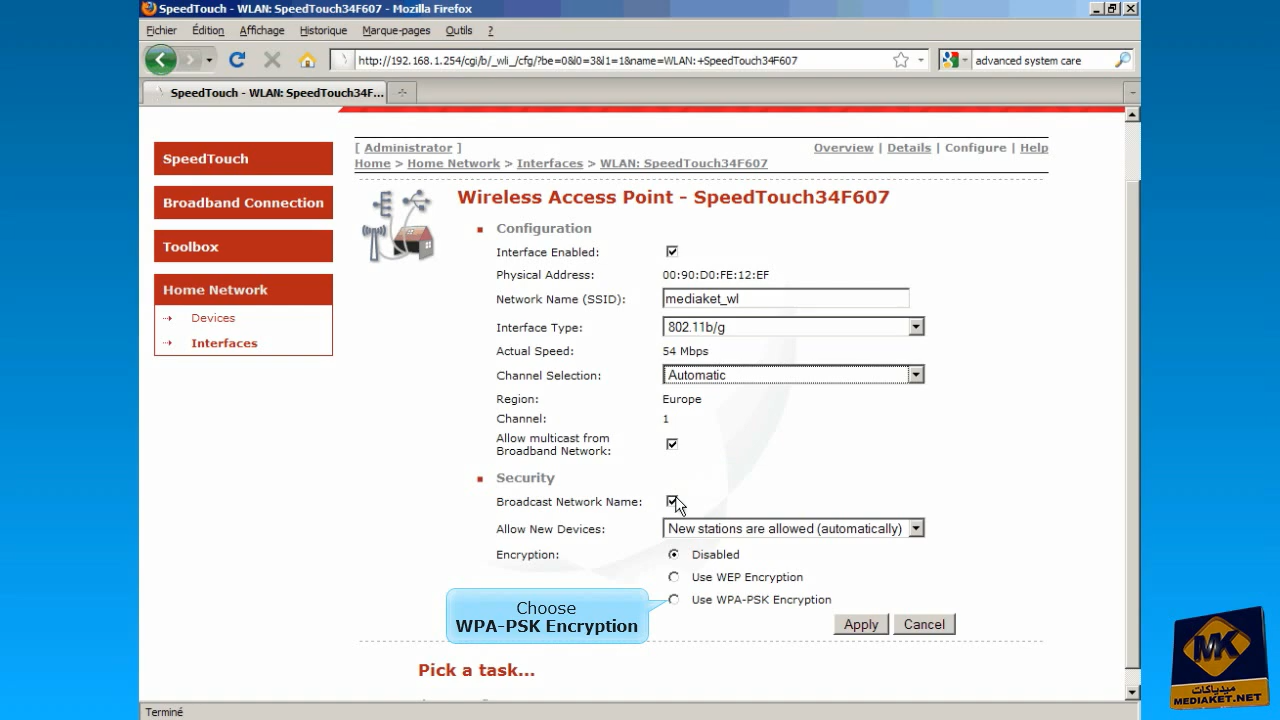 SpeedTouch - WLAN: SpeedTouch34F607 - Mozilla Firefox
Fichier Édition Affichage Historique Marque-pages Outils ?
http://192.168.1.254/cgi/b/_wli_/cfg/?be=0&l0=3&l1=1&name=WLAN:+SpeedTouch34F607 advanced system care
SpeedTouch - WLAN: SpeedTouch34F...
[ Administrator ] Overview | Details | Configure | Help
Home > Home Network > Interfaces > WLAN: SpeedTouch34F607
SpeedTouch
Broadband Connection
Toolbox
Home Network
Devices
Interfaces
Wireless Access Point - SpeedTouch34F607
Configuration
Interface Enabled:
Physical Address: 00:90:D0:FE:12:EF
Network Name (SSID): mediaket_wl
Interface Type: 802.11b/g
Actual Speed: 54 Mbps
Channel Selection: Automatic
Region: Europe
Channel: 1
Allow multicast from
Broadband Network:
Security
Broadcast Network Name:
Allow New Devices: New stations are allowed (automatically)
Encryption: Disabled
Use WEP Encryption
Use WPA-PSK Encryption
Choose
WPA-PSK Encryption
Apply Cancel
Pick a task...
Terminé
MK
ميدياكات
MEDIAKET.NET